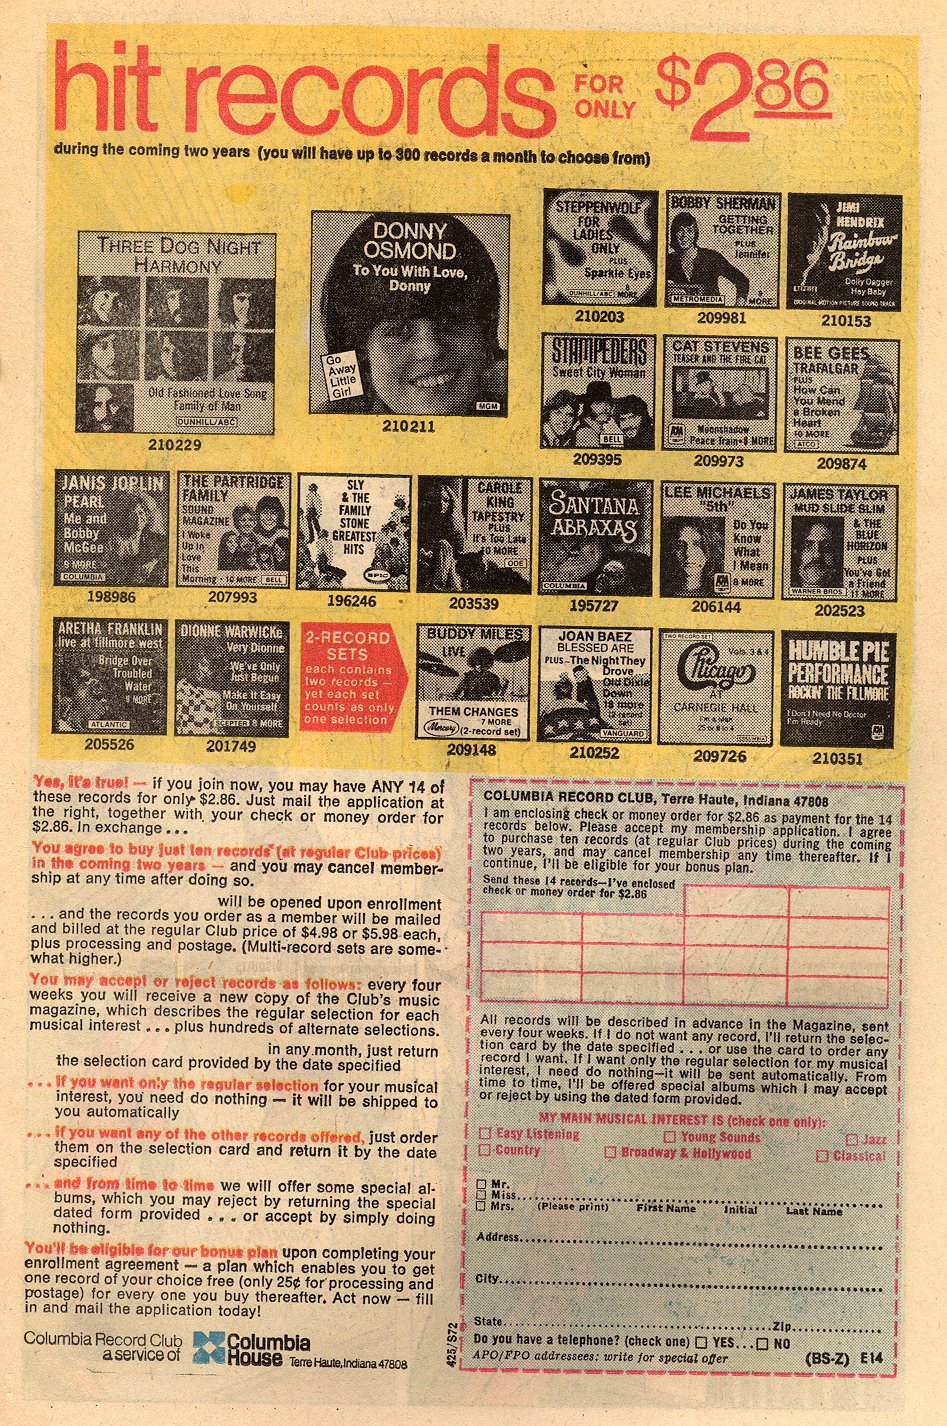 hit records FOR ONLY $2.86
during the coming two years (you will have up to 300 records a month to choose from)
THREE DOG NIGHT
HARMONY
Old Fashioned Love Song
Family of Man
DUNHILL/ABC
210229
DONNY
OSMOND
To You With Love,
Donny
Go
Away
Little
Girl
MGM
210211
STEPPENWOLF
FOR
LADIES
ONLY
PLUS
Sparkle Eyes
DUNHILL/ABC 8 MORE
210203
BOBBY SHERMAN
GETTING
TOGETHER
PLUS
Jennifer
METROMEDIA
9 MORE
209981
JIMI
HENDRIX
Rainbow
Bridge
Dolly Dagger
Hey Baby
ORIGINAL MOTION PICTURE SOUND TRACK
210153
STAMPEDERS
Sweet City Woman
BELL
209395
CAT STEVENS
TEASER AND THE FIRE CAT
Moonshadow
Peace Train • 8 MORE
209973
BEE GEES
TRAFALGAR
PLUS
How Can
You Mend
a Broken
Heart
10 MORE
ATCO
209874
JANIS JOPLIN
PEARL
Me and
Bobby
McGee
9 MORE
COLUMBIA
198986
THE PARTRIDGE
FAMILY
SOUND
MAGAZINE
I Woke
Up In
Love
This
Morning • 10 MORE BELL
207993
SLY
& THE
FAMILY
STONE
GREATEST
HITS
EPIC
196246
CAROLE
KING
TAPESTRY
PLUS
It's Too Late
10 MORE
ODE
203539
SANTANA
ABRAXAS
COLUMBIA
195727
LEE MICHAELS
"5th"
Do You
Know
What
I Mean
8 MORE
206144
JAMES TAYLOR
MUD SLIDE SLIM
& THE
BLUE
HORIZON
PLUS
You've Got
a Friend
WARNER BROS 11 MORE
202523
ARETHA FRANKLIN
live at fillmore west
Bridge Over
Troubled
Water
8 MORE
ATLANTIC
205526
DIONNE WARWICKE
Very Dionne
We've Only
Just Begun
Make It Easy
On Yourself
SCEPTER 8 MORE
201749
2-RECORD
SETS
each contains
two records —
yet each set
counts as only
one selection
BUDDY MILES
LIVE
THEM CHANGES
7 MORE
Mercury (2-record set)
209148
JOAN BAEZ
BLESSED ARE
PLUS-The Night They
Drove
Old Dixie
Down
18 more
(2-record
set)
VANGUARD
210252
TWO RECORD SET
Vols. 3 & 4
Chicago
AT
CARNEGIE HALL
I'm a Man
25 or 6 to 4
COLUMBIA
209726
HUMBLE PIE
PERFORMANCE
ROCKIN' THE FILLMORE
I Don't Need No Doctor
I'm Ready
210351
Yes, it's true! — if you join now, you may have ANY 14 of
these records for only $2.86. Just mail the application at
the right, together with your check or money order for
$2.86. In exchange ...
You agree to buy just ten records (at regular Club prices)
in the coming two years — and you may cancel member-
ship at any time after doing so.
will be opened upon enrollment
... and the records you order as a member will be mailed
and billed at the regular Club price of $4.98 or $5.98 each,
plus processing and postage. (Multi-record sets are some-
what higher.)
You may accept or reject records as follows: every four
weeks you will receive a new copy of the Club's music
magazine, which describes the regular selection for each
musical interest ... plus hundreds of alternate selections.
in any month, just return
the selection card provided by the date specified
... if you want only the regular selection for your musical
interest, you need do nothing — it will be shipped to
you automatically
... if you want any of the other records offered, just order
them on the selection card and return it by the date
specified
... and from time to time we will offer some special al-
bums, which you may reject by returning the special
dated form provided ... or accept by simply doing
nothing.
You'll be eligible for our bonus plan upon completing your
enrollment agreement — a plan which enables you to get
one record of your choice free (only 25¢ for processing and
postage) for every one you buy thereafter. Act now — fill
in and mail the application today!
Columbia Record Club
a service of
Columbia
House Terre Haute, Indiana 47808
COLUMBIA RECORD CLUB, Terre Haute, Indiana 47808
I am enclosing check or money order for $2.86 as payment for the 14
records below. Please accept my membership application. I agree
to purchase ten records (at regular Club prices) during the coming
two years, and may cancel membership any time thereafter. If I
continue, I'll be eligible for your bonus plan.
Send these 14 records—I've enclosed
check or money order for $2.86
All records will be described in advance in the Magazine, sent
every four weeks. If I do not want any record, I'll return the selec-
tion card by the date specified ... or use the card to order any
record I want. If I want only the regular selection for my musical
interest, I need do nothing—it will be sent automatically. From
time to time, I'll be offered special albums which I may accept
or reject by using the dated form provided.
MY MAIN MUSICAL INTEREST IS (check one only):
Easy Listening Young Sounds Jazz
Country Broadway & Hollywood Classical
Mr.
Miss
Mrs. (Please print) First Name Initial Last Name
Address
City
State Zip
Do you have a telephone? (check one) YES... NO
APO/FPO addressees: write for special offer (BS-Z) E14
425/S72